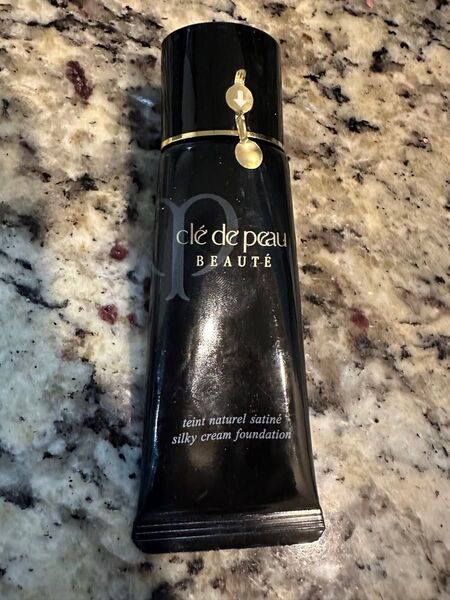 clé de peau
BEAUTÉ
teint naturel satiné
silky cream foundation